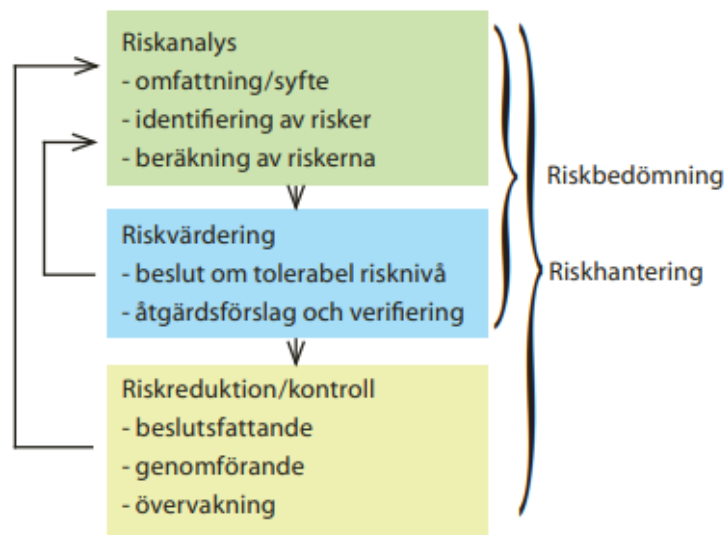 Riskanalys
- omfattning/syfte
- identifiering av risker
- beräkning av riskerna
Riskbedömning
Riskvärdering
- beslut om tolerabel risknivå
- åtgärdsförslag och verifiering
Riskhantering
Riskreduktion/kontroll
- beslutsfattande
- genomförande
- övervakning